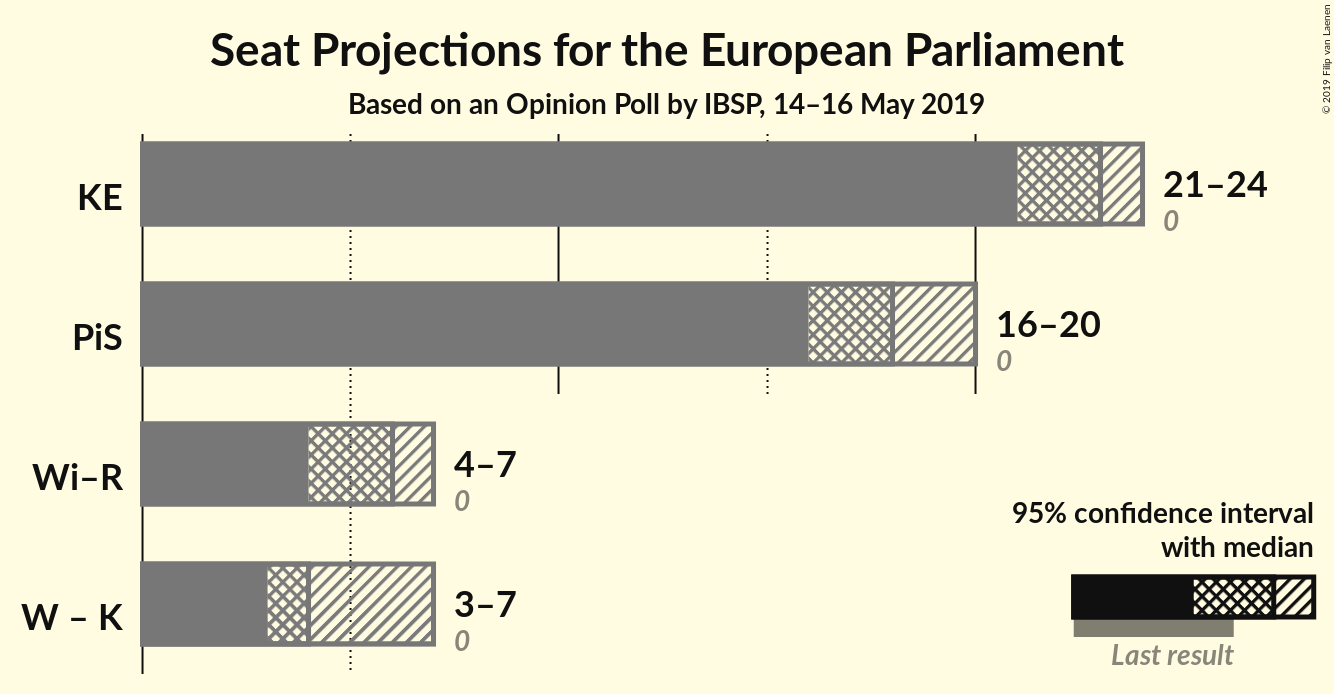 Seat Projections for the European Parliament
Based on an Opinion Poll by IBSP, 14–16 May 2019
© 2019 Filip van Laenen
KE
21–24
0
PiS
16–20
0
Wi–R
4–7
0
W – K
3–7
0
95% confidence interval
with median
Last result